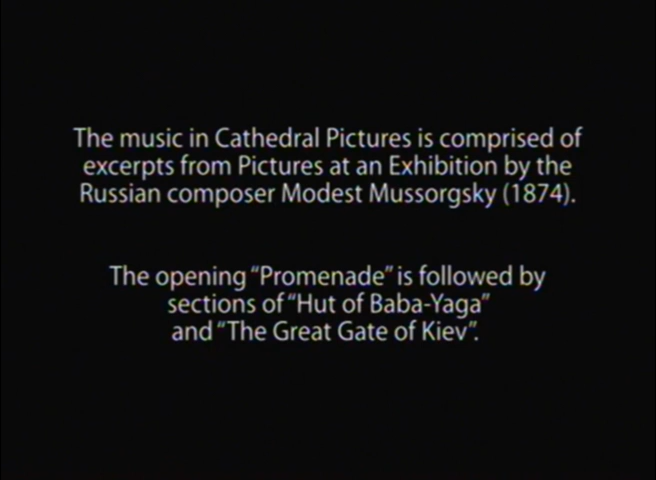 The music in Cathedral Pictures is comprised of
excerpts from Pictures at an Exhibition by the
Russian composer Modest Mussorgsky (1874).
The opening “Promenade” is followed by
sections of “Hut of Baba-Yaga”
and “The Great Gate of Kiev”.